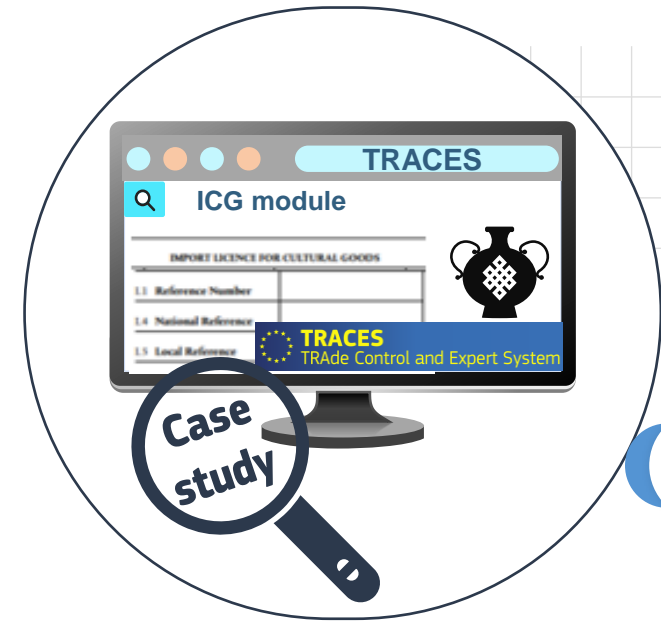 TRACES
ICG module
IMPORT LICENCE FOR CULTURAL GOODS
1.1 Reference Number
1.4 National Reference
1.5 Local Reference
TRACES
TRAde Control and Expert System
Case
study